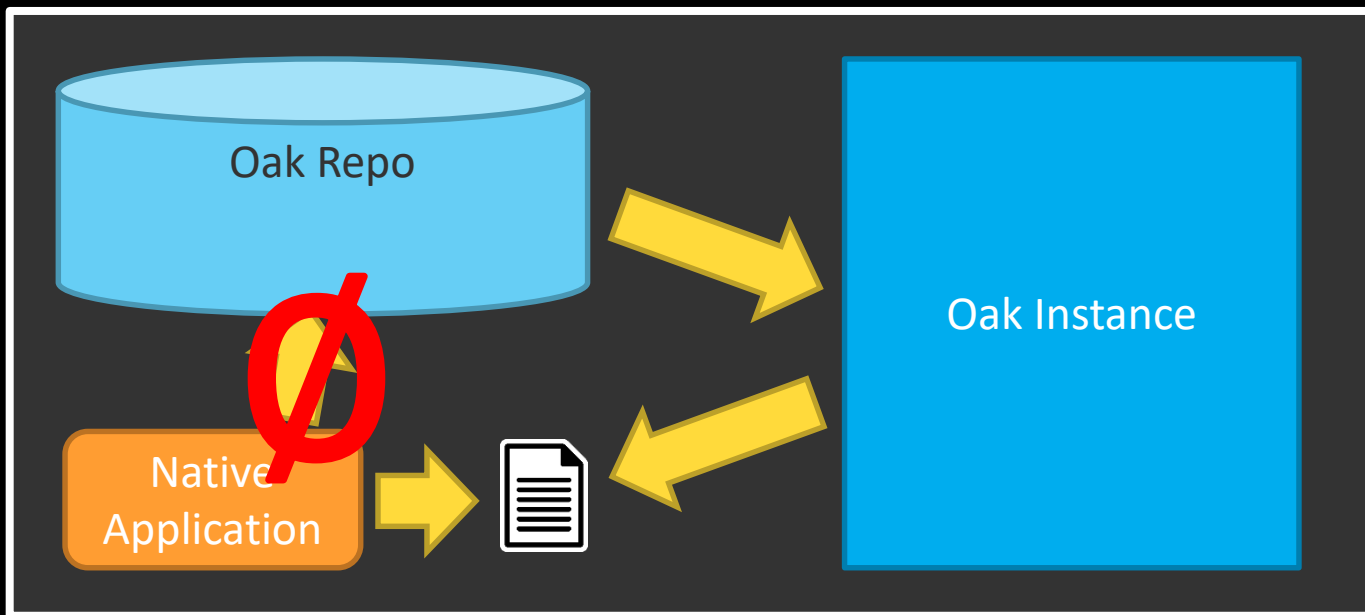 Oak Repo
Oak Instance
Ø
Native
Application